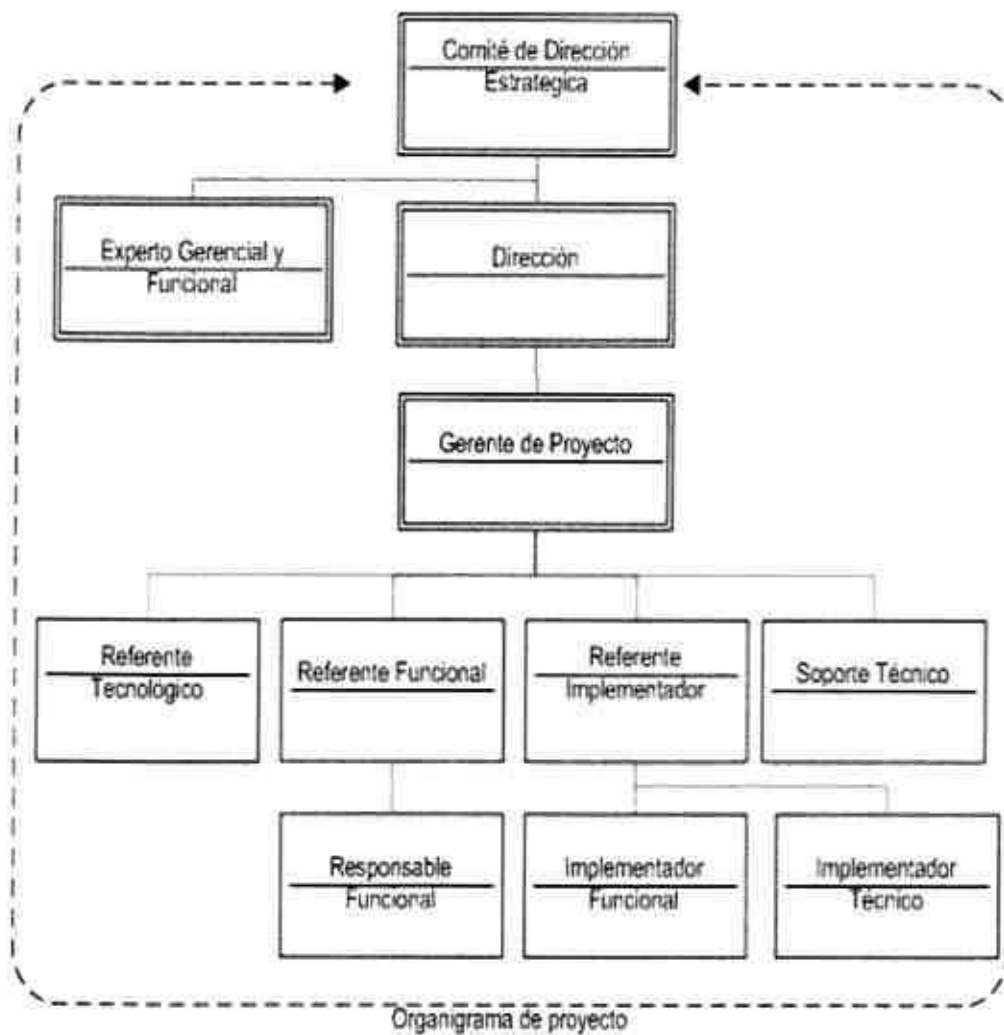 Comité de Dirección
Estrategica
Experto Gerencial y
Funcional
Dirección
Gerente de Proyecto
Referente
Tecnológico
Referente Funcional
Referente
Implementador
Soporte Técnico
Responsable
Funcional
Implementador
Funcional
Implementador
Técnico
Organigrama de proyecto